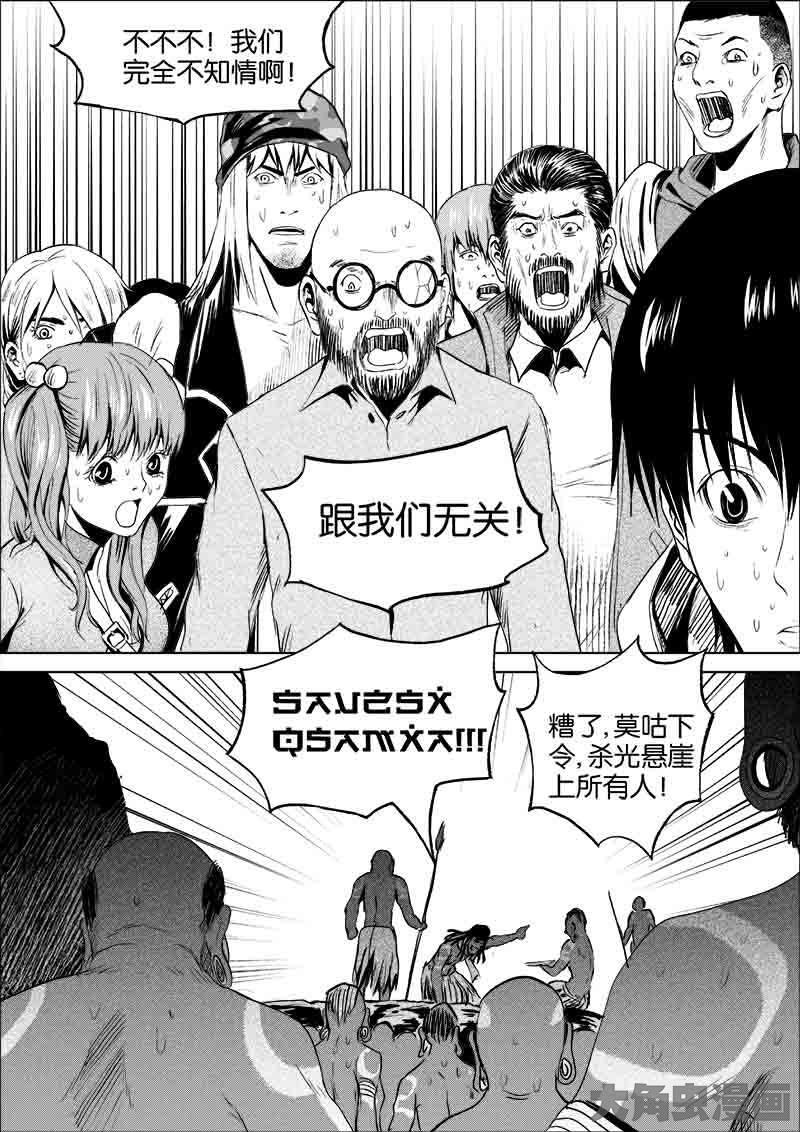 不不不！我们
完全不知情啊！
跟我们无关！
SAVESX
QSAMXA!!!
糟了,莫咕下
令,杀光悬崖
上所有人！
大角虫漫画